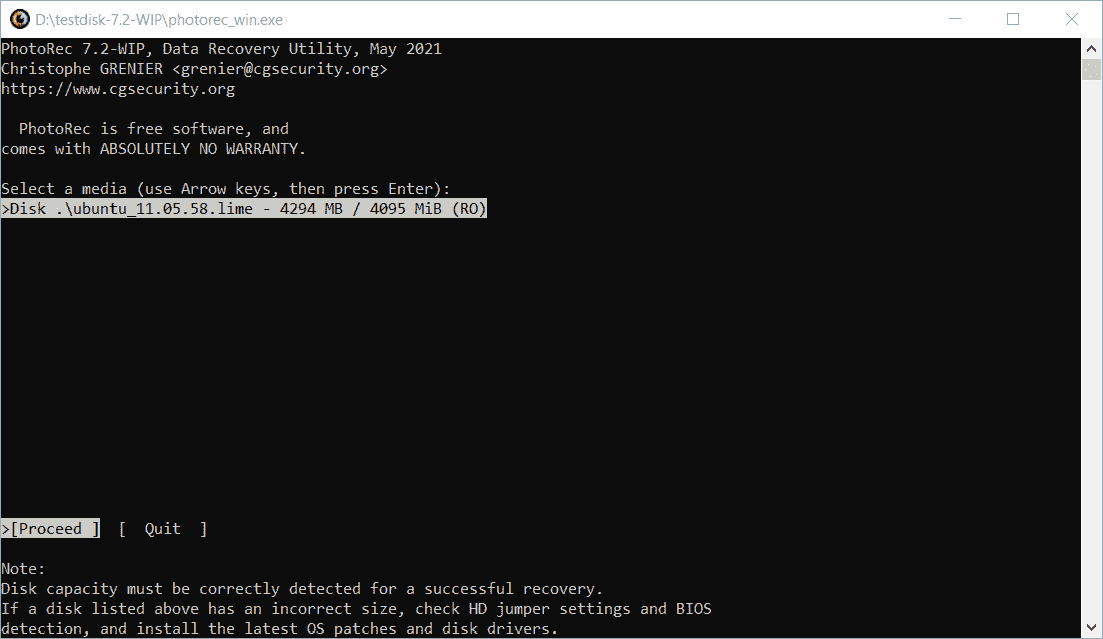 D:\testdisk-7.2-WIP\photorec_win.exe
PhotoRec 7.2-WIP, Data Recovery Utility, May 2021
Christophe GRENIER <grenier@cgsecurity.org>
https://www.cgsecurity.org
  PhotoRec is free software, and
comes with ABSOLUTELY NO WARRANTY.
Select a media (use Arrow keys, then press Enter):
>Disk .\ubuntu_11.05.58.lime - 4294 MB / 4095 MiB (RO)
>[Proceed ]  [  Quit  ]
Note:
Disk capacity must be correctly detected for a successful recovery.
If a disk listed above has an incorrect size, check HD jumper settings and BIOS
detection, and install the latest OS patches and disk drivers.